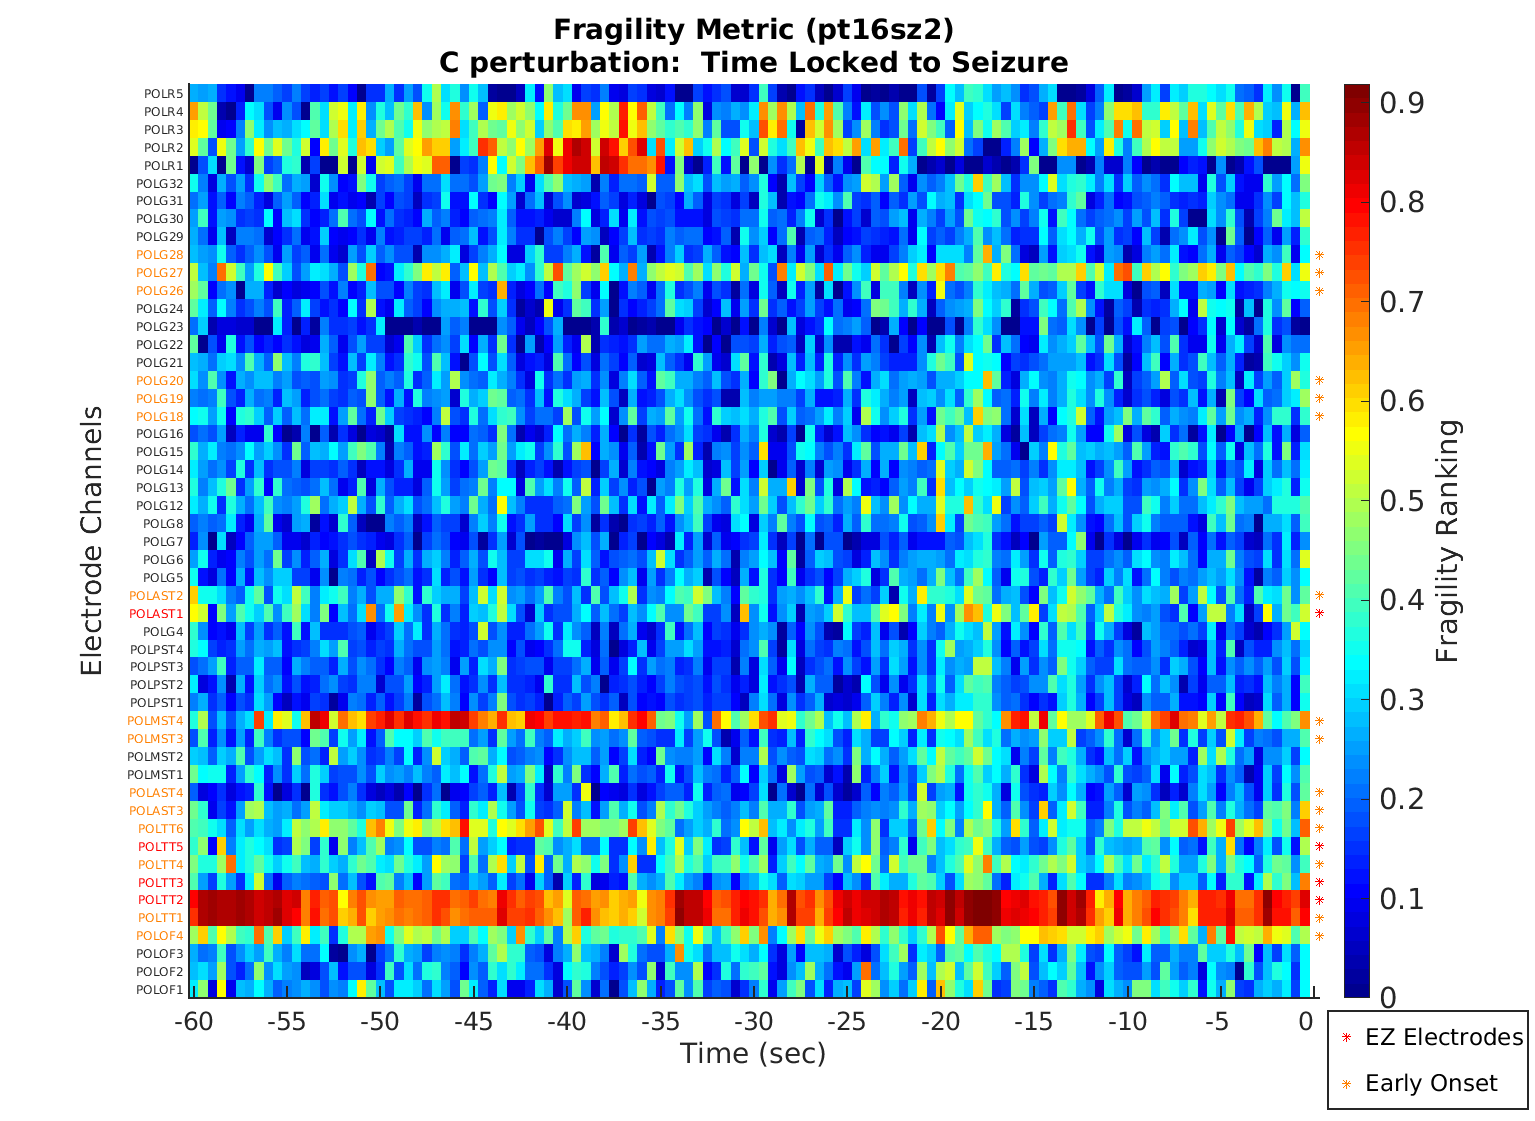 Fragility Metric (pt16sz2)
C perturbation:  Time Locked to Seizure
POLR5
POLR4
POLR3
POLR2
POLR1
POLG32
POLG31
POLG30
POLG29
POLG28
POLG27
POLG26
POLG24
POLG23
POLG22
POLG21
POLG20
POLG19
POLG18
POLG16
POLG15
POLG14
POLG13
POLG12
POLG8
POLG7
POLG6
POLG5
POLAST2
POLAST1
POLG4
POLPST4
POLPST3
POLPST2
POLPST1
POLMST4
POLMST3
POLMST2
POLMST1
POLAST4
POLAST3
POLTT6
POLTT5
POLTT4
POLTT3
POLTT2
POLTT1
POLOF4
POLOF3
POLOF2
POLOF1
Electrode Channels
-60 -55 -50 -45 -40 -35 -30 -25 -20 -15 -10 -5 0
Time (sec)
0.9
0.8
0.7
0.6
0.5
0.4
0.3
0.2
0.1
0
Fragility Ranking
EZ Electrodes
Early Onset